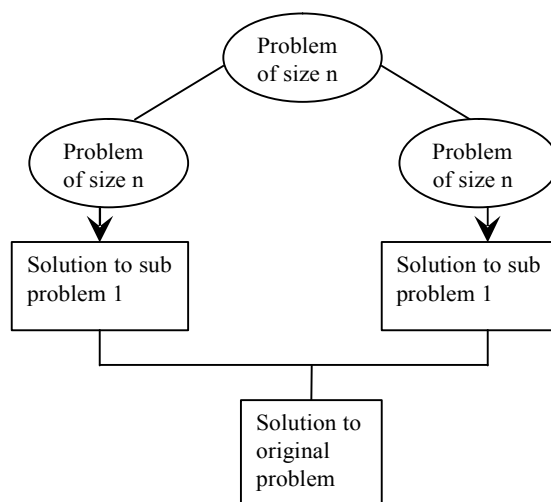 Problem
of size n
Problem
of size n
Problem
of size n
Solution to sub
problem 1
Solution to sub
problem 1
Solution to
original
problem